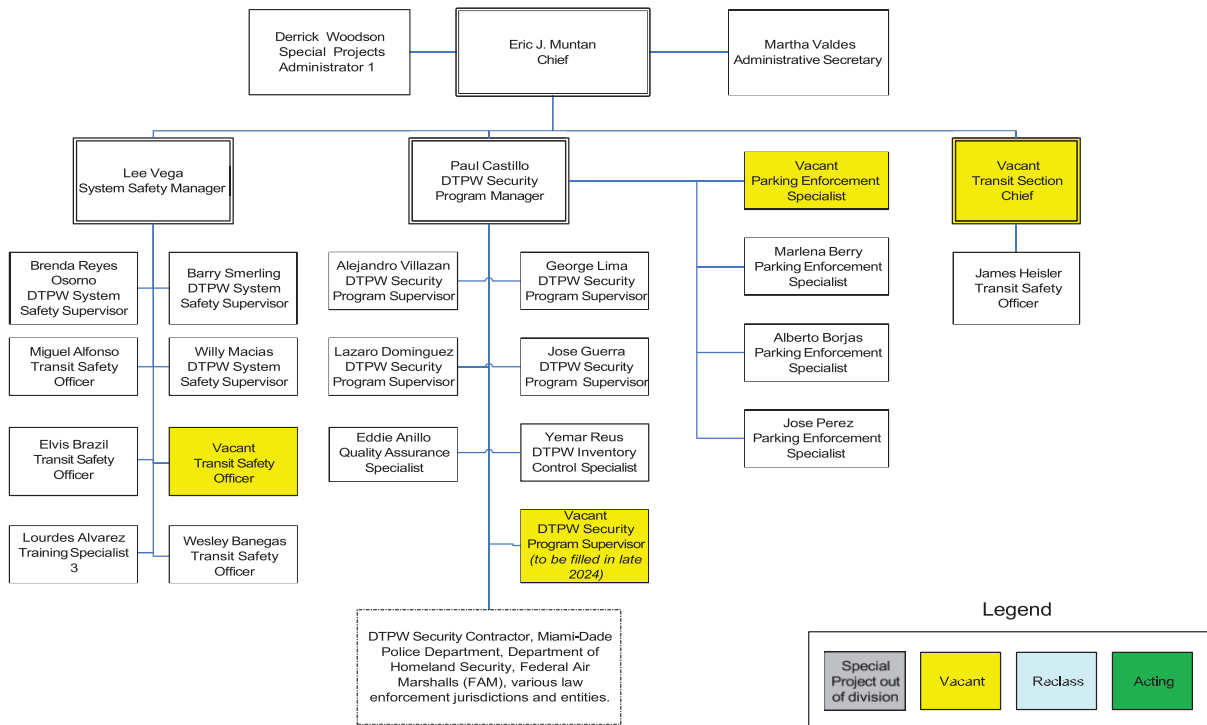 Derrick Woodson
Special Projects
Administrator 1
Eric J. Muntan
Chief
Martha Valdes
Administrative Secretary
Lee Vega
System Safety Manager
Paul Castillo
DTPW Security
Program Manager
Vacant
Parking Enforcement
Specialist
Vacant
Transit Section
Chief
Brenda Reyes
Osorno
DTPW System
Safety Supervisor
Barry Smerling
DTPW System
Safety Supervisor
Alejandro Villazan
DTPW Security
Program Supervisor
George Lima
DTPW Security
Program Supervisor
Marlena Berry
Parking Enforcement
Specialist
James Heisler
Transit Safety
Officer
Miguel Alfonso
Transit Safety
Officer
Willy Macias
DTPW System
Safety Supervisor
Lazaro Dominguez
DTPW Security
Program Supervisor
Jose Guerra
DTPW Security
Program Supervisor
Alberto Borjas
Parking Enforcement
Specialist
Elvis Brazil
Transit Safety
Officer
Vacant
Transit Safety
Officer
Eddie Anillo
Quality Assurance
Specialist
Yemar Reus
DTPW Inventory
Control Specialist
Jose Perez
Parking Enforcement
Specialist
Lourdes Alvarez
Training Specialist
3
Wesley Banegas
Transit Safety
Officer
Vacant
DTPW Security
Program Supervisor
(to be filled in late
2024)
DTPW Security Contractor, Miami-Dade
Police Department, Department of
Homeland Security, Federal Air
Marshalls (FAM), various law
enforcement jurisdictions and entities.
Legend
Special
Project out
of division
Vacant
Reclass
Acting